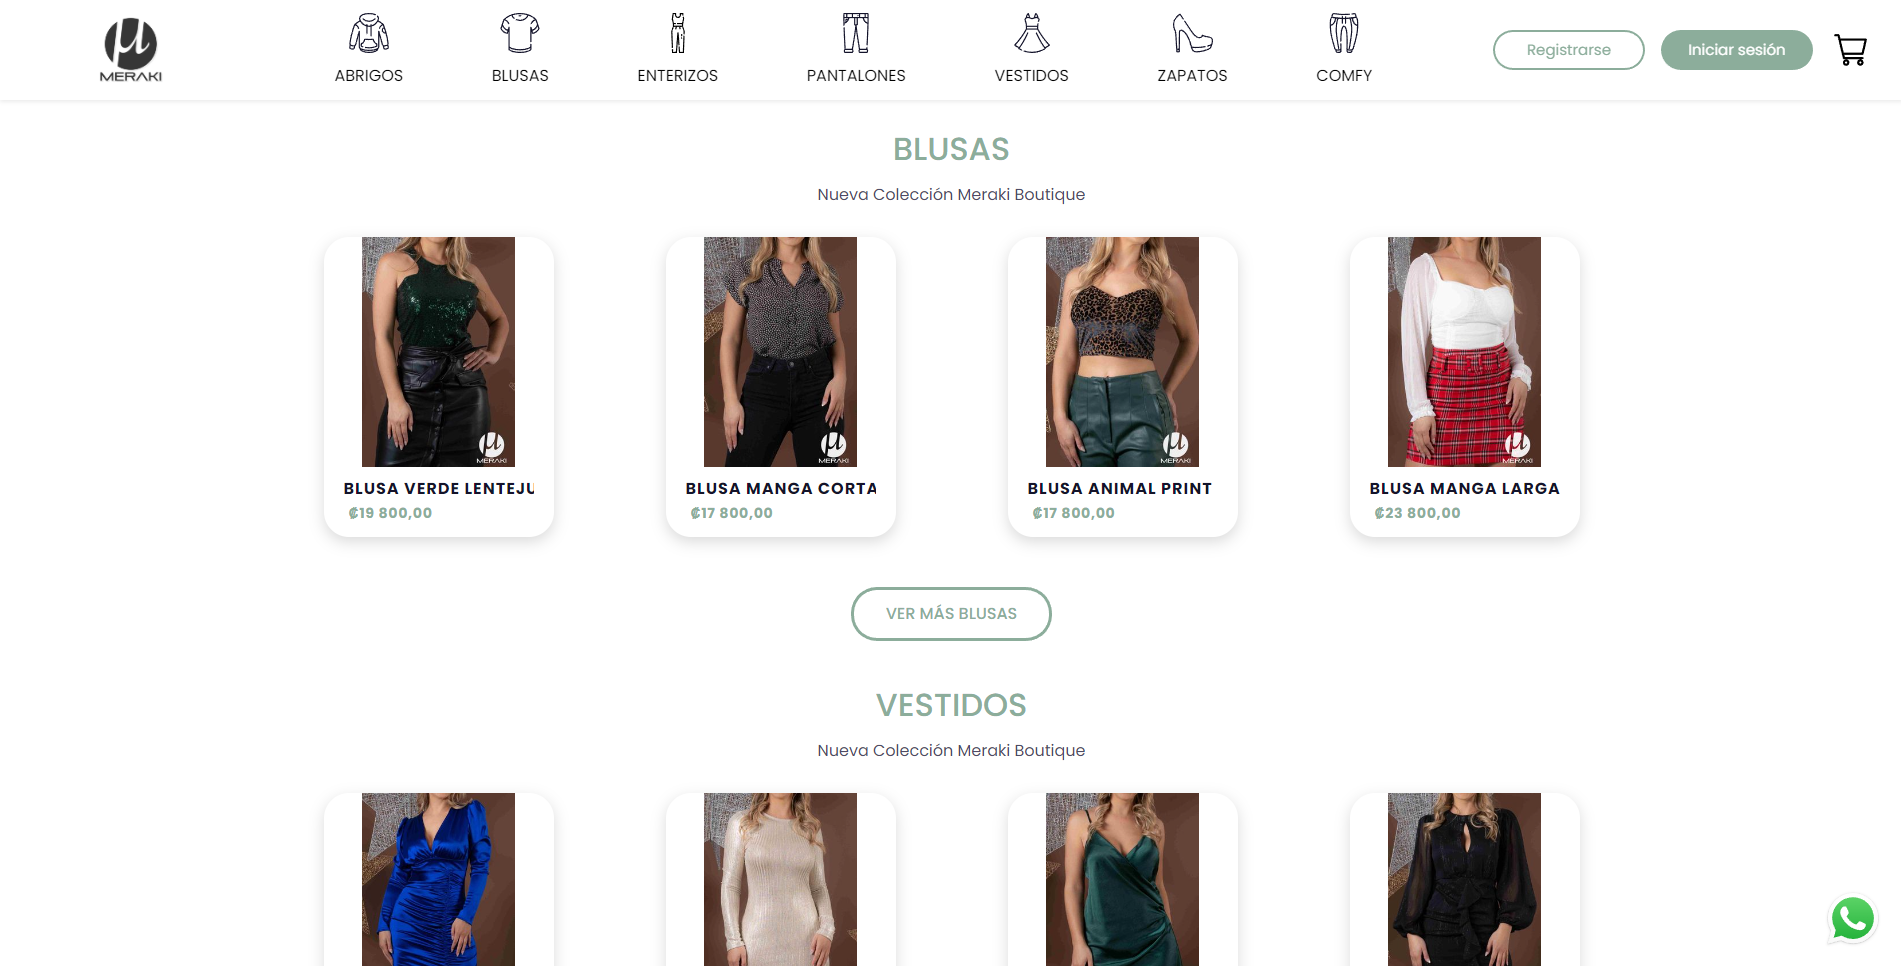 µ
MERAKI
ABRIGOS
BLUSAS
ENTERIZOS
PANTALONES
VESTIDOS
ZAPATOS
COMFY
Registrarse
Iniciar sesión
BLUSAS
Nueva Colección Meraki Boutique
µ
MERAKI
µ
MERAKI
µ
MERAKI
µ
MERAKI
BLUSA VERDE LENTEJU
₡19 800,00
BLUSA MANGA CORTA
₡17 800,00
BLUSA ANIMAL PRINT
₡17 800,00
BLUSA MANGA LARGA
₡23 800,00
VER MÁS BLUSAS
VESTIDOS
Nueva Colección Meraki Boutique